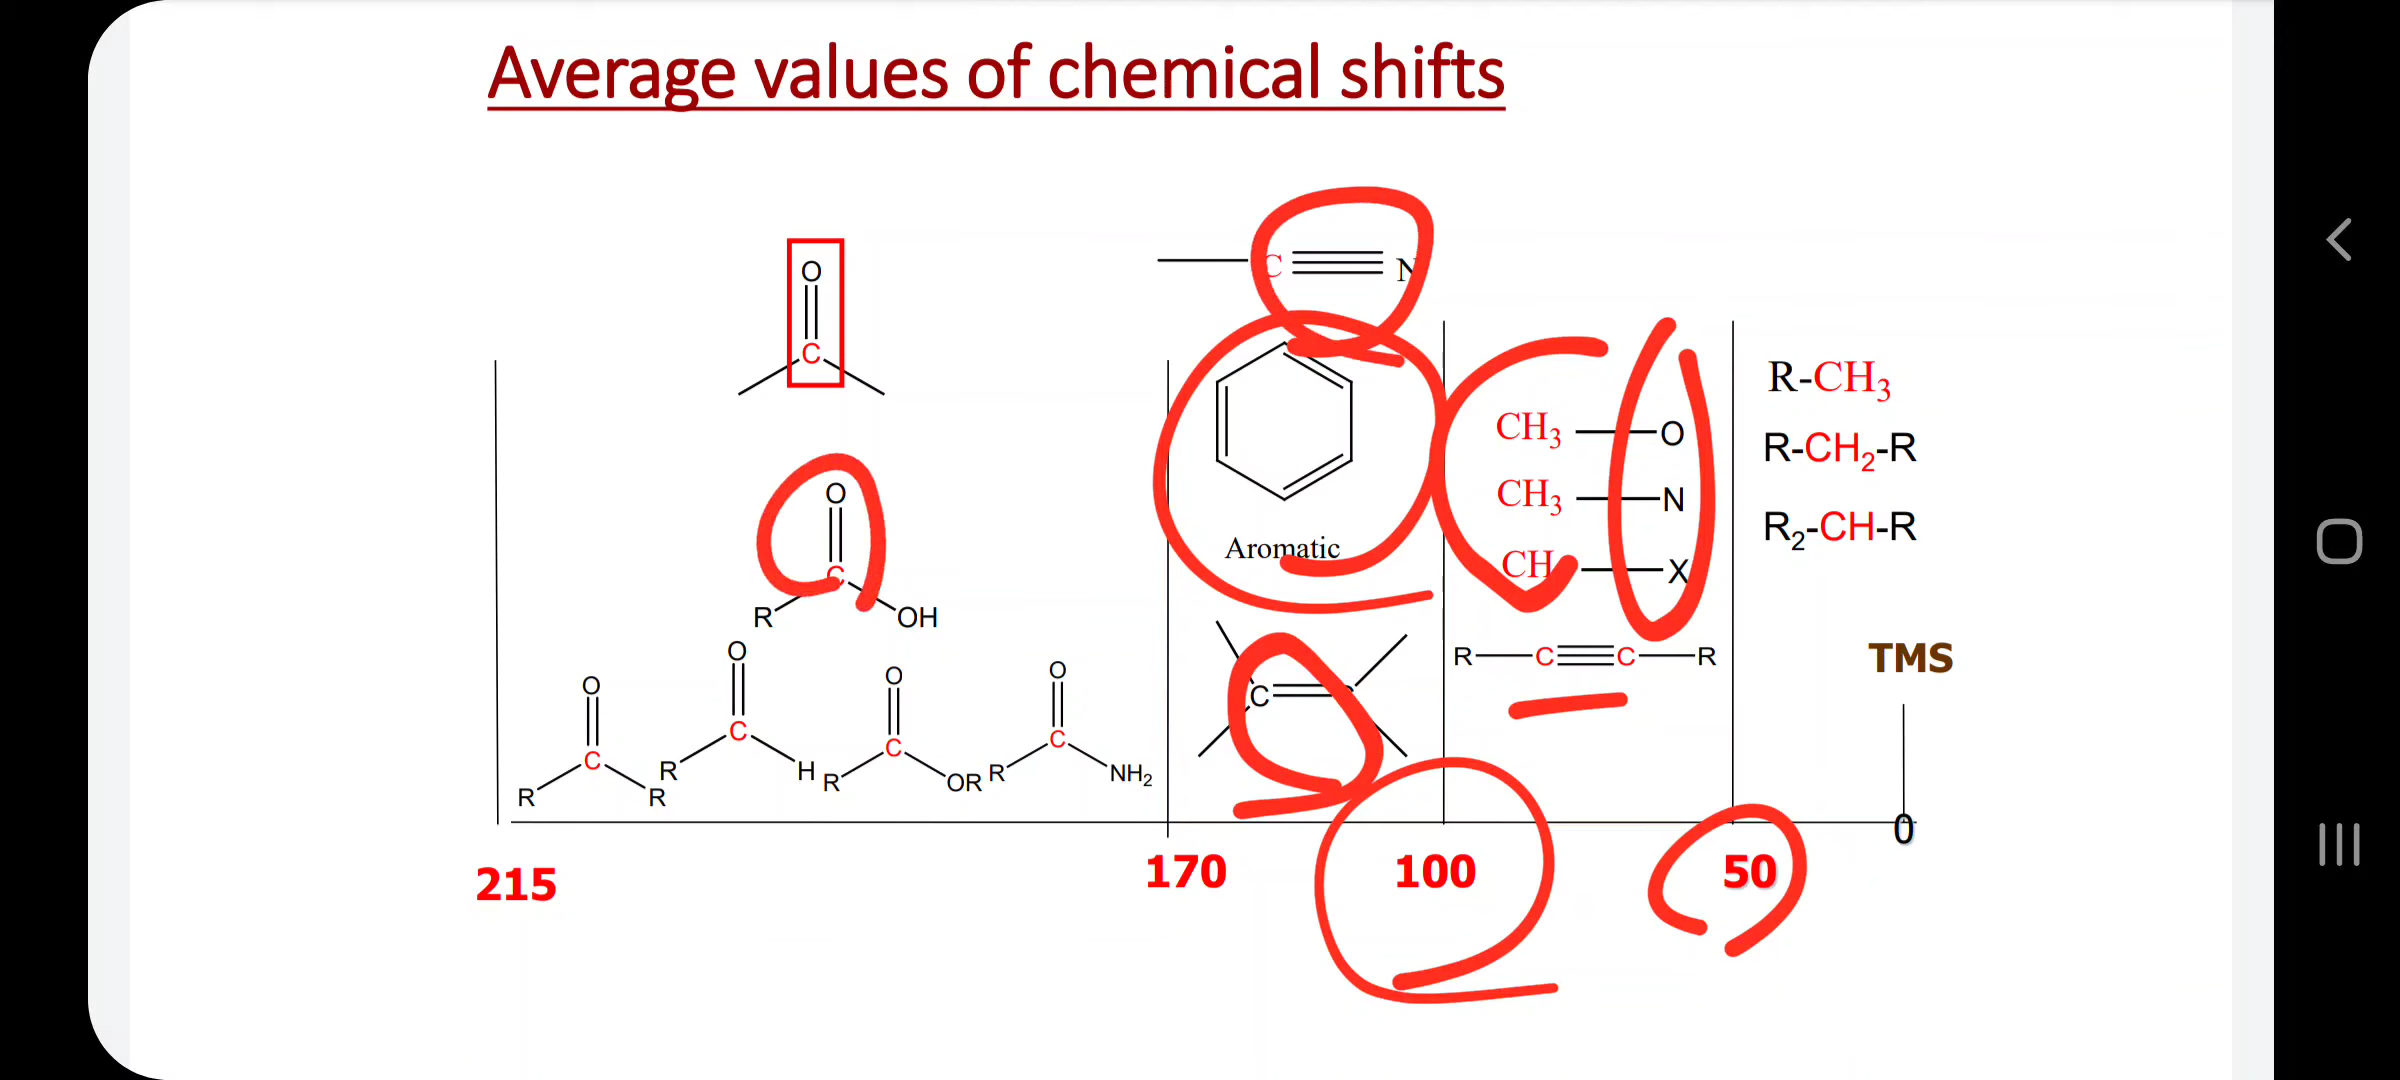 Average values of chemical shifts
O
C
C N
O
C
R OH
Aromatic
CH3 O
CH3 N
CH X
R-CH3
R-CH2-R
R2-CH-R
O
C
R R
O
C
R H
O
C
R OR
O
C
R NH2
C
R C C R
TMS
0
215 170 100 50